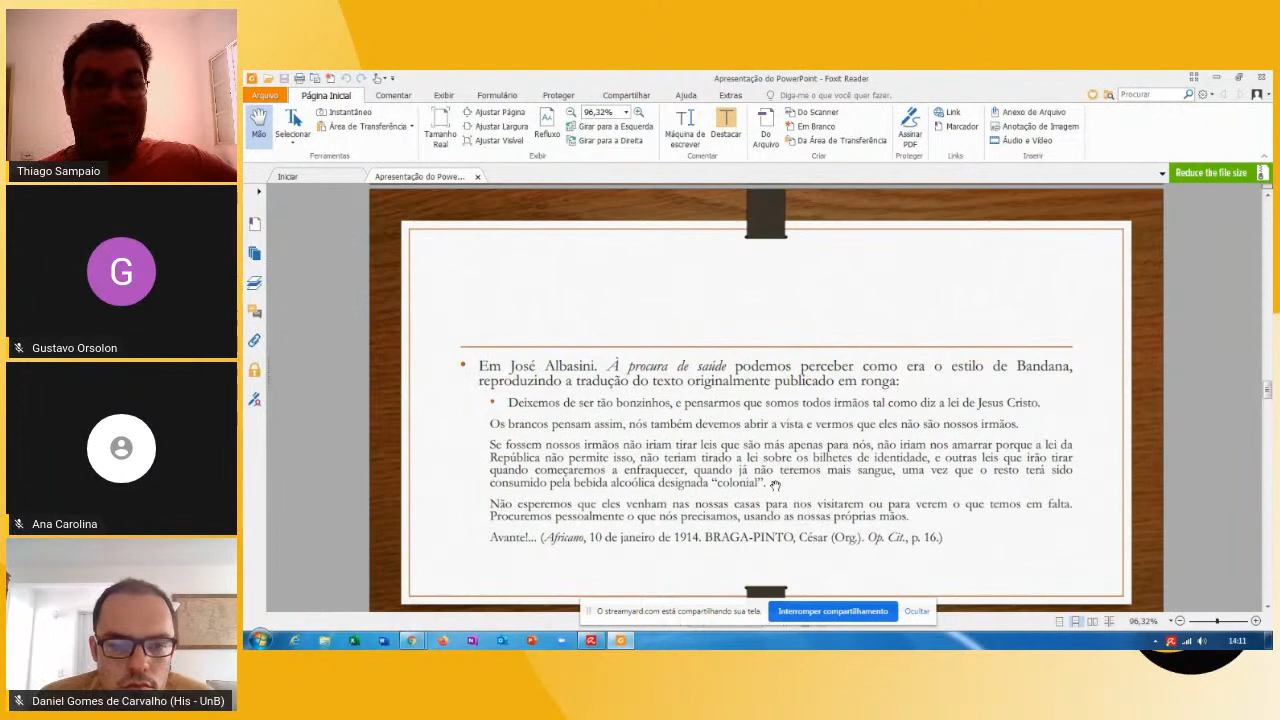 Thiago Sampaio
G
Gustavo Orsolon
Ana Carolina
Daniel Gomes de Carvalho (His - UnB)
Apresentação do PowerPoint - Foxit Reader
Arquivo Página Inicial Comentar Exibir Formulário Proteger Compartilhar Ajuda Extras Diga-me o que você quer fazer. Procurar
Mão
Selecionar
Instantâneo
Área de Transferência
Ferramentas
Tamanho Real
Ajustar Página
Ajustar Largura
Ajustar Visível
Refluxo
96,32%
Girar para a Esquerda
Girar para a Direita
Exibir
Máquina de escrever
Destacar
Comentar
Do Arquivo
Do Scanner
Em Branco
Da Área de Transferência
Criar
Assinar PDF
Proteger
Link
Marcador
Links
Anexo de Arquivo
Anotação de Imagem
Áudio e Vídeo
Inserir
Iniciar
Apresentação do Powe...
Reduce the file size
• Em José Albasini. À procura de saúde podemos perceber como era o estilo de Bandana,
reproduzindo a tradução do texto originalmente publicado em ronga:
• Deixemos de ser tão bonzinhos, e pensarmos que somos todos irmãos tal como diz a lei de Jesus Cristo.
Os brancos pensam assim, nós também devemos abrir a vista e vermos que eles não são nossos irmãos.
Se fossem nossos irmãos não iriam tirar leis que são más apenas para nós, não iriam nos amarrar porque a lei da
República não permite isso, não teriam tirado a lei sobre os bilhetes de identidade, e outras leis que irão tirar
quando começaremos a enfraquecer, quando já não teremos mais sangue, uma vez que o resto terá sido
consumido pela bebida alcoólica designada “colonial”.
Não esperemos que eles venham nas nossas casas para nos visitarem ou para verem o que temos em falta.
Procuremos pessoalmente o que nós precisamos, usando as nossas próprias mãos.
Avante!... (Africano, 10 de janeiro de 1914. BRAGA-PINTO, César (Org.). Op. Cit., p. 16.)
O streamyard.com está compartilhando sua tela.
Interromper compartilhamento
Ocultar
96,32%
14:11